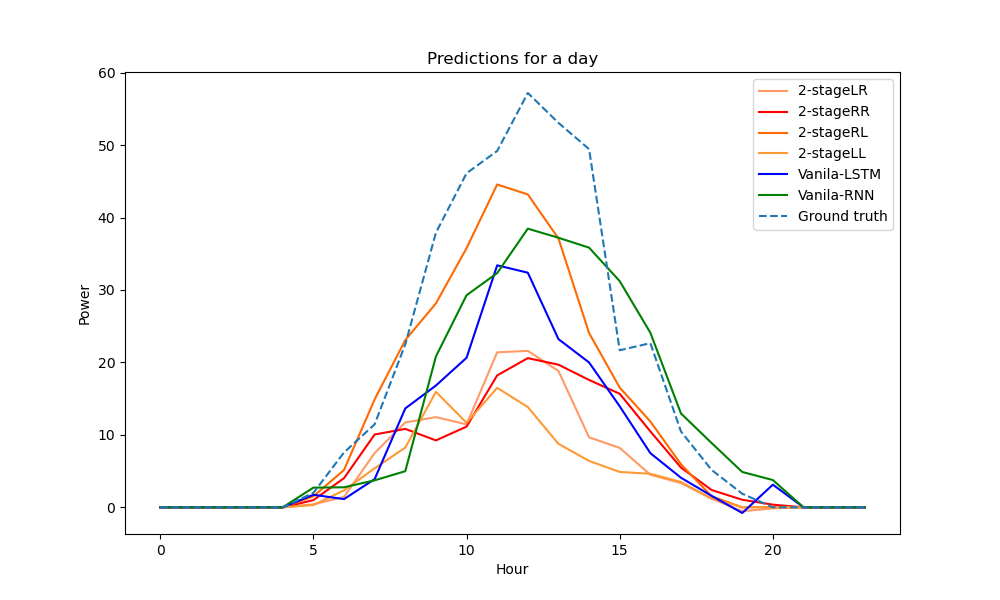 Predictions for a day
60
50
40
30
20
10
0
Power
0 5 10 15 20
Hour
2-stageLR
2-stageRR
2-stageRL
2-stageLL
Vanila-LSTM
Vanila-RNN
Ground truth